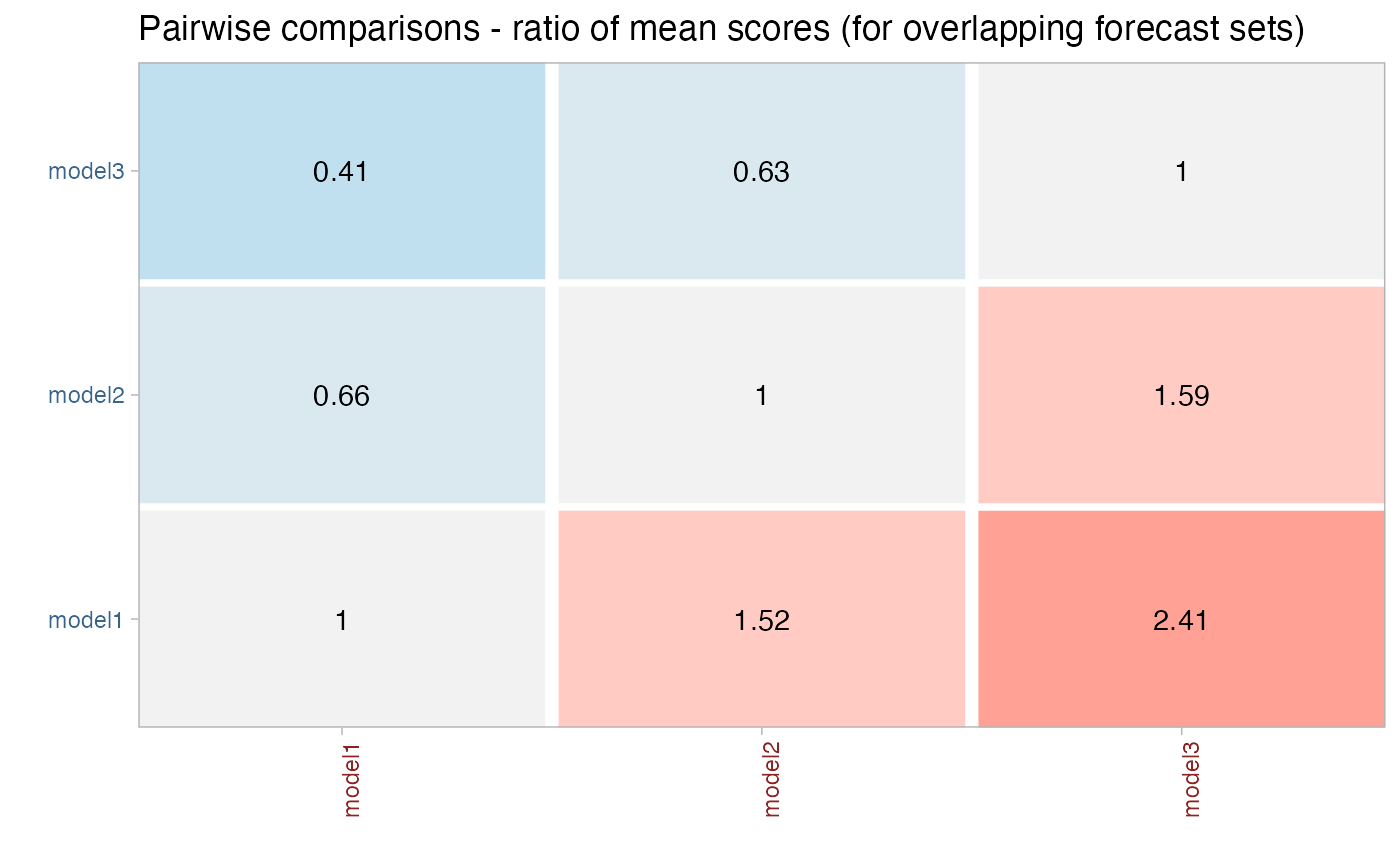 Pairwise comparisons - ratio of mean scores (for overlapping forecast sets)
model3 0.41 0.63 1
model2 0.66 1 1.59
model1 1 1.52 2.41
model1 model2 model3